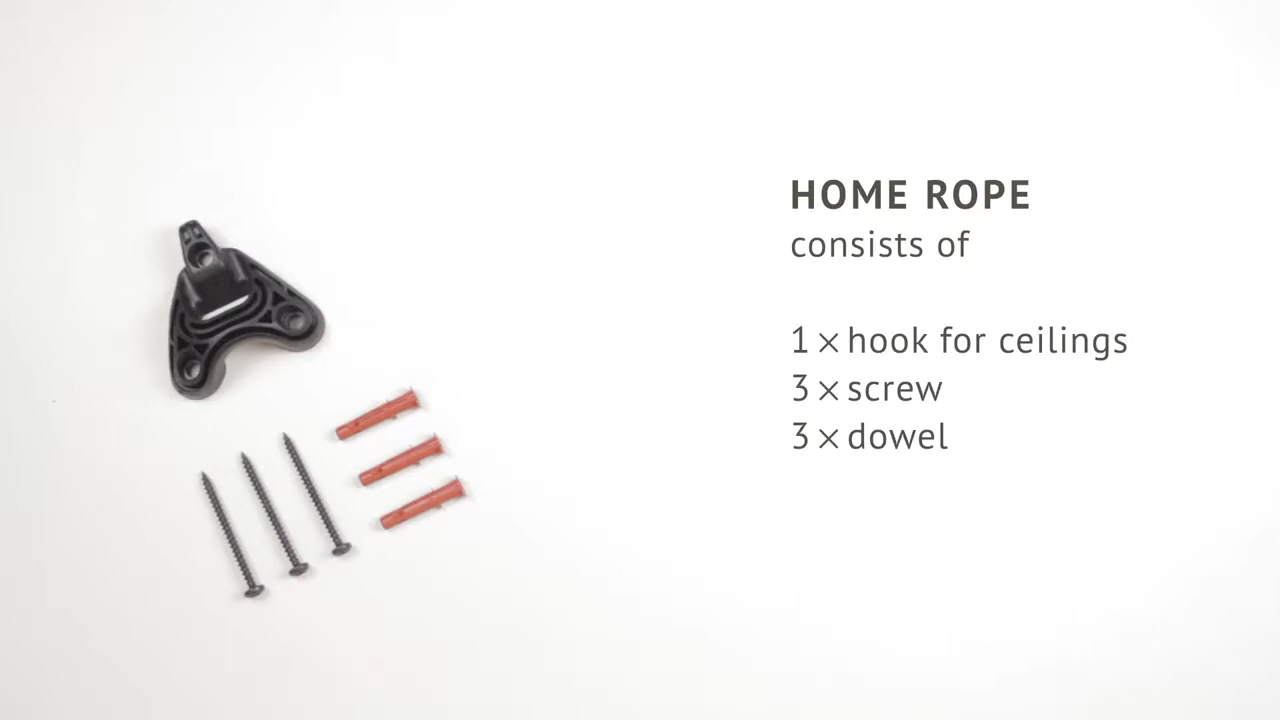 HOME ROPE
consists of
1 × hook for ceilings
3 × screw
3 × dowel